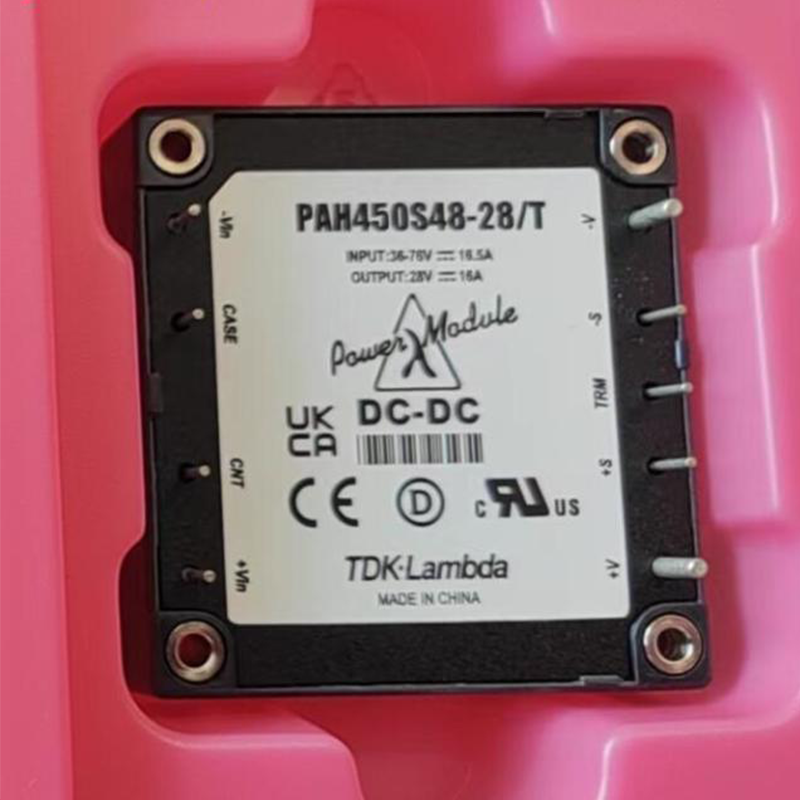 PAH450S48-28/T
INPUT:36-76V ⎓ 16.5A
OUTPUT:28V ⎓ 16A
Power λ Module
UK
CA
DC-DC
CE
D
c RU US
TDK·Lambda
MADE IN CHINA
-Vin
CASE
CNT
+Vin
-V
-S
TRM
+S
+V